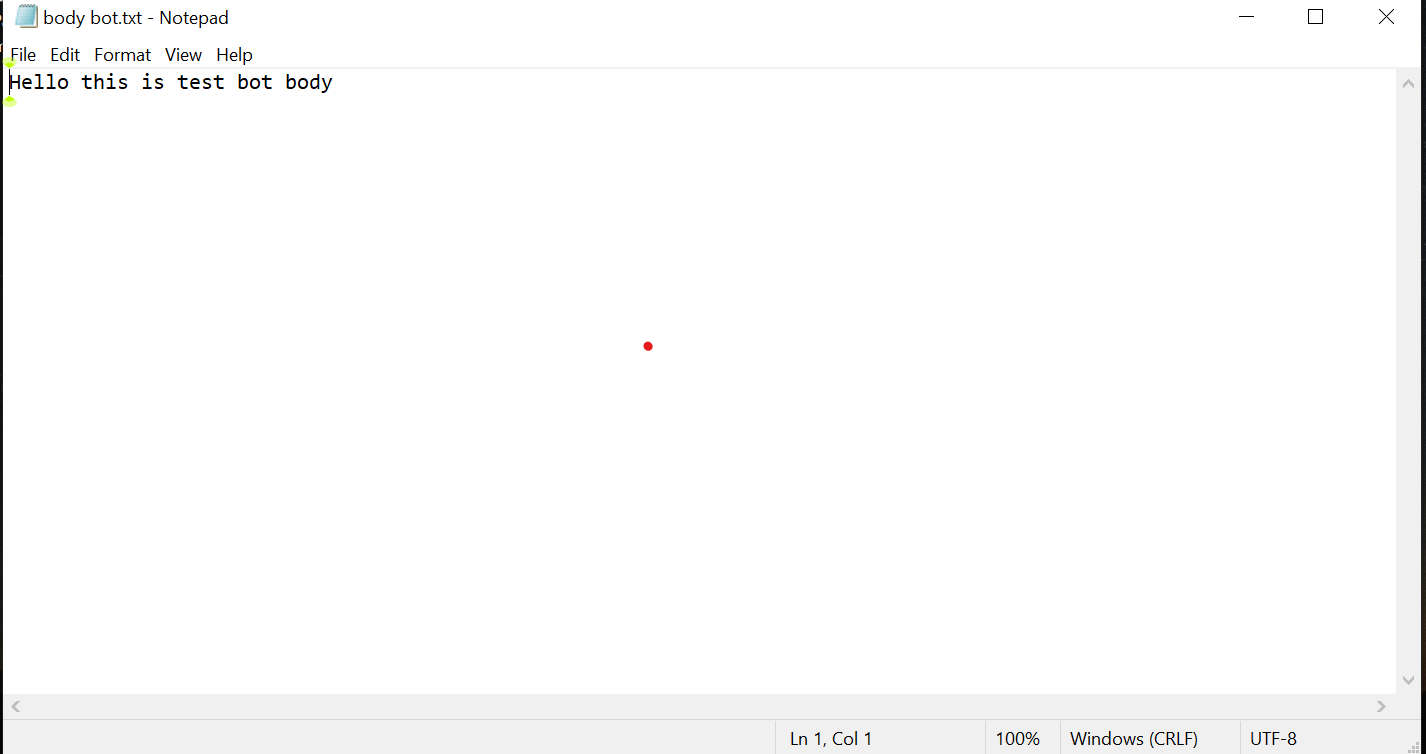 body bot.txt - Notepad
File Edit Format View Help
Hello this is test bot body
Ln 1, Col 1 100% Windows (CRLF) UTF-8